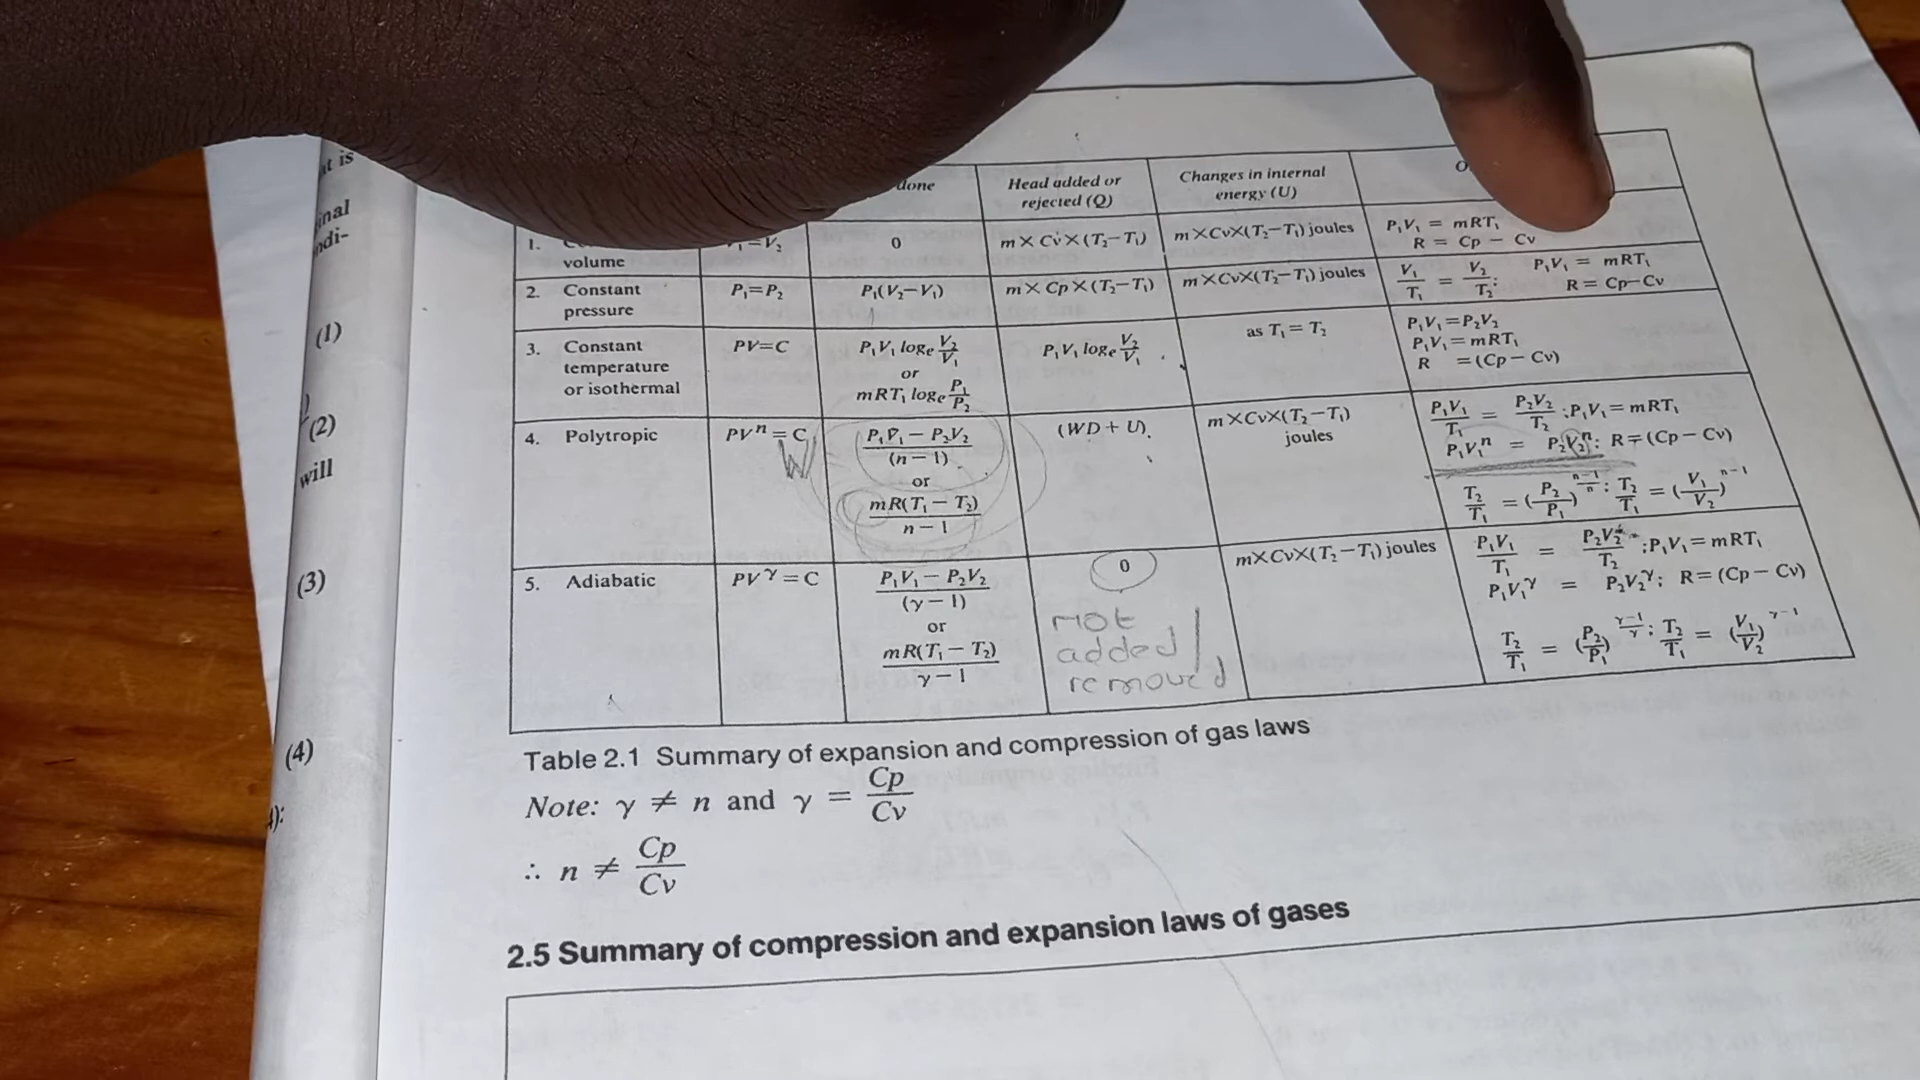 at is
inal
ndi-
(1)
(2)
will
(3)
(4)
done
Head added or
rejected (Q)
Changes in internal
energy (U)
1.
volume
V₁=V₂
0
m × Cv × (T₂–T₁)
m×Cv×(T₂–T₁) joules
P₁V₁ = mRT₁
R = Cp – Cv
2. Constant
pressure
P₁=P₂
P₁(V₂–V₁)
m × Cp × (T₂–T₁)
m×Cv×(T₂–T₁) joules
V₁/T₁ = V₂/T₂: P₁V₁ = mRT₁
R = Cp–Cv
3. Constant
temperature
or isothermal
PV=C
P₁V₁ logₑ V₂/V₁
or
mRT₁ logₑ P₁/P₂
P₁V₁ logₑ V₂/V₁
as T₁ = T₂
P₁V₁=P₂V₂
P₁V₁=mRT₁
R =(Cp – Cv)
4. Polytropic
PVⁿ = C
P₁V₁ – P₂V₂/(n – 1)
or
mR(T₁ – T₂)/n – 1
(WD + U).
m×Cv×(T₂–T₁)
joules
P₁V₁/T₁ = P₂V₂/T₂ :P₁V₁ = mRT₁
P₁V₁ⁿ = P₂V₂ⁿ: R = (Cp – Cv)
T₂/T₁ = (P₂/P₁)^n–1/n : T₂/T₁ = (V₁/V₂)^n–1
5. Adiabatic
PV^γ = C
P₁V₁ – P₂V₂/(γ – 1)
or
mR(T₁ – T₂)/γ – 1
0
not
added/
removed
m×Cv×(T₂–T₁) joules
P₁V₁/T₁ = P₂V₂/T₂ :P₁V₁ = mRT₁
P₁V₁^γ = P₂V₂^γ; R = (Cp – Cv)
T₂/T₁ = (P₂/P₁)^γ–1/γ : T₂/T₁ = (V₁/V₂)^γ–1
Table 2.1 Summary of expansion and compression of gas laws
Note: γ ≠ n and γ = Cp/Cv
∴ n ≠ Cp/Cv
2.5 Summary of compression and expansion laws of gases